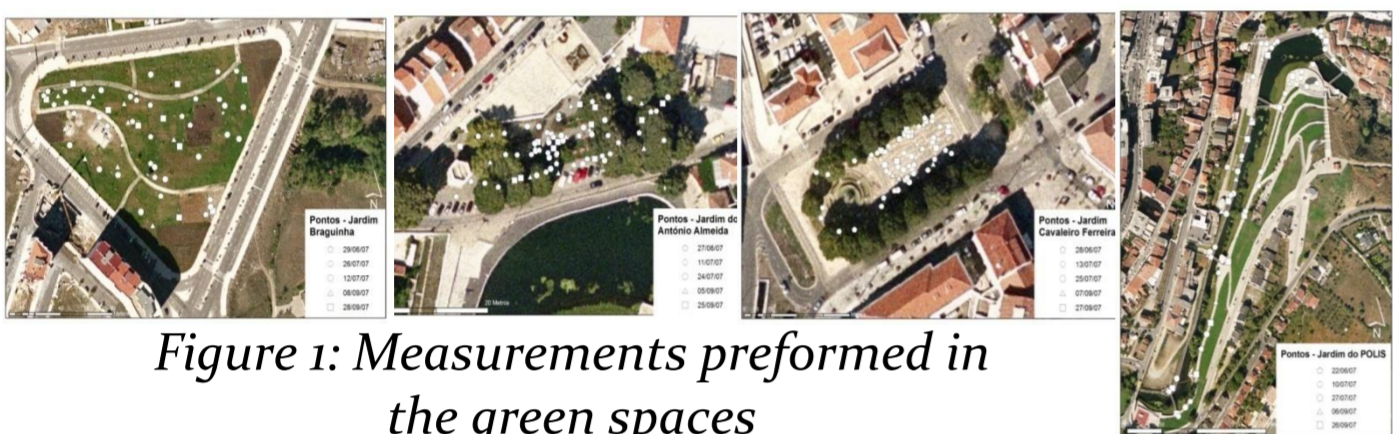 N
Pontos - Jardim
Braguinha
29/06/07
26/07/07
12/07/07
08/09/07
28/09/07
Pontos - Jardim do
António Almeida
27/06/07
11/07/07
24/07/07
05/09/07
25/09/07
20 Metros
Pontos - Jardim
Cavaleiro Ferreira
28/06/07
13/07/07
25/07/07
07/09/07
27/09/07
N
Pontos - Jardim do POLIS
22/06/07
10/07/07
27/07/07
06/09/07
26/09/07
Figure 1: Measurements preformed in
the green spaces